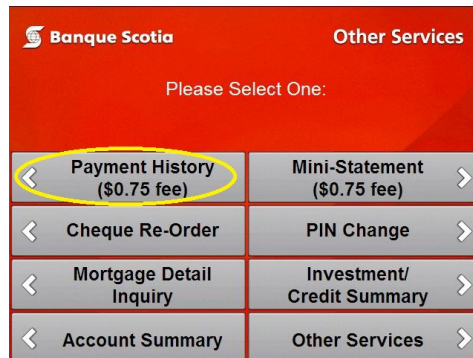 Banque Scotia
Other Services
Please Select One:
Payment History
($0.75 fee)
Mini-Statement
($0.75 fee)
Cheque Re-Order
PIN Change
Mortgage Detail
Inquiry
Investment/
Credit Summary
Account Summary
Other Services